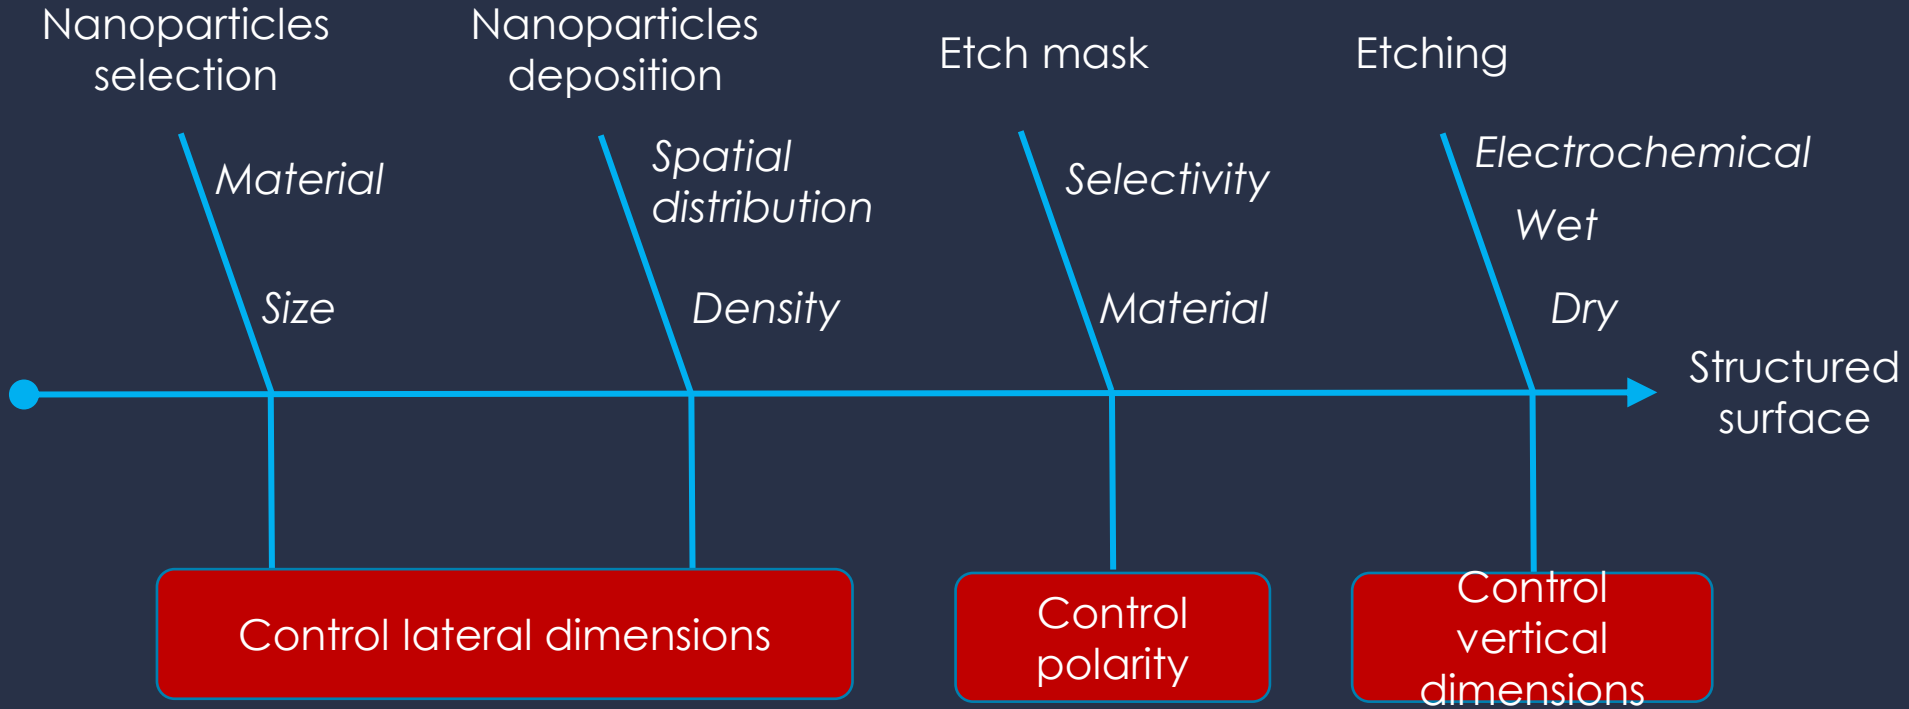 Nanoparticles
selection
Nanoparticles
deposition
Etch mask
Etching
Material
Size
Spatial
distribution
Density
Selectivity
Material
Electrochemical
Wet
Dry
Structured
surface
Control lateral dimensions
Control
polarity
Control
vertical
dimensions